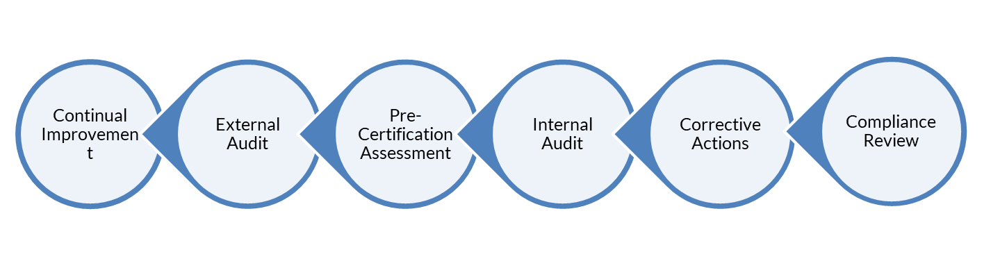 Continual
Improvemen
t
External
Audit
Pre-
Certification
Assessment
Internal
Audit
Corrective
Actions
Compliance
Review